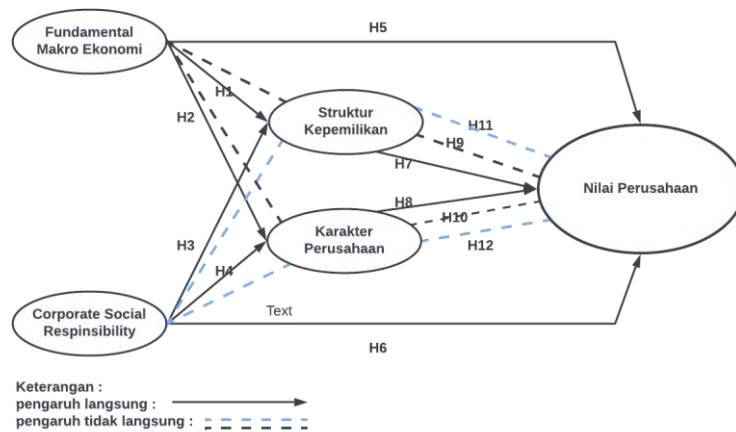 H5
Fundamental
Makro Ekonomi
H1
H2
Struktur
Kepemilikan
H11
H9
H7
Nilai Perusahaan
H8
H10
Karakter
Perusahaan
H12
H3
H4
Corporate Social
Respinsibility
Text
H6
Keterangan :
pengaruh langsung :
pengaruh tidak langsung :